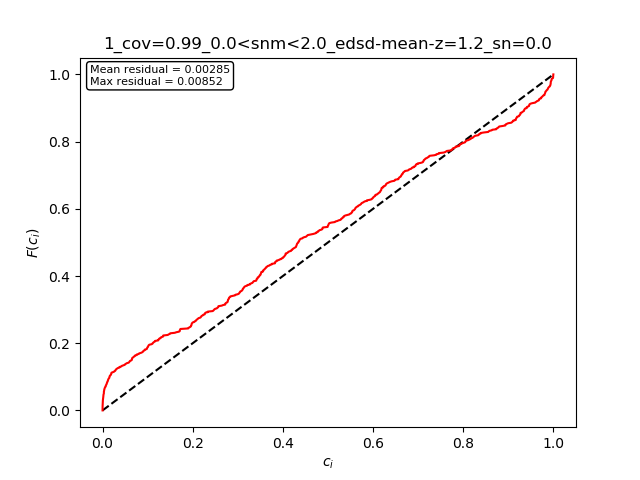 1_cov=0.99_0.0<snm<2.0_edsd-mean-z=1.2_sn=0.0
Mean residual = 0.00285
Max residual = 0.00852
1.0
0.8
0.6
0.4
0.2
0.0
F(c_i)
0.0 0.2 0.4 0.6 0.8 1.0
c_i